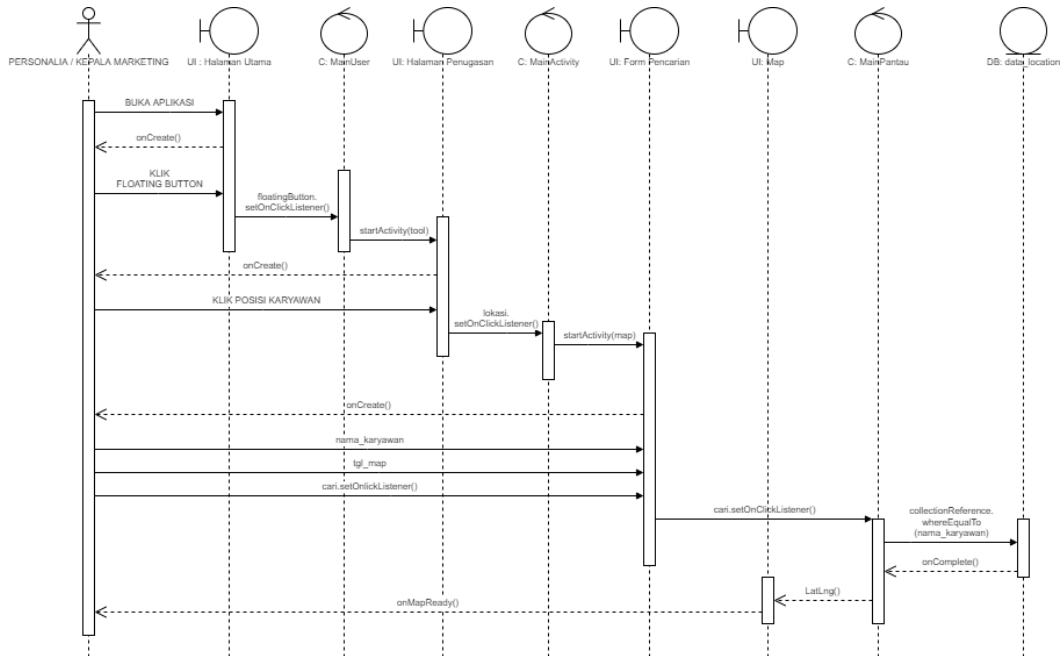 PERSONALIA / KEPALA MARKETING
UI : Halaman Utama
C: MainUser
UI: Halaman Penugasan
C: MainActivity
UI: Form Pencarian
UI: Map
C: MainPantau
DB: data_location
BUKA APLIKASI
onCreate()
KLIK
FLOATING BUTTON
floatingButton.
setOnClickListener()
startActivity(tool)
onCreate()
KLIK POSISI KARYAWAN
lokasi.
setOnClickListener()
startActivity(map)
onCreate()
nama_karyawan
tgl_map
cari.setOnlickListener()
cari.setOnClickListener()
collectionReference.
whereEqualTo
(nama_karyawan)
onComplete()
LatLng()
onMapReady()